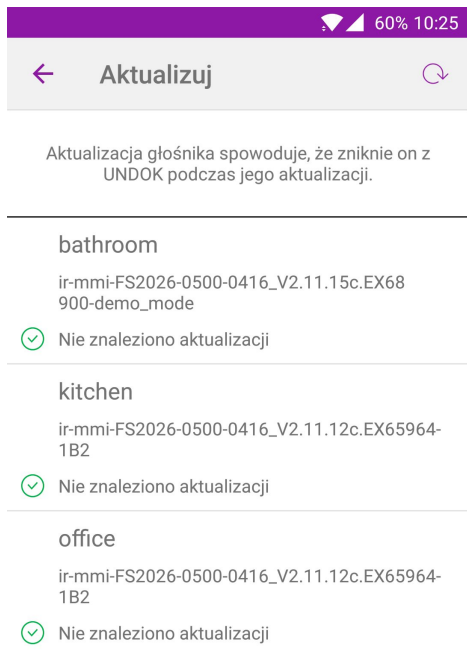 60% 10:25
Aktualizuj
Aktualizacja głośnika spowoduje, że zniknie on z
UNDOK podczas jego aktualizacji.
bathroom
ir-mmi-FS2026-0500-0416_V2.11.15c.EX68
900-demo_mode
Nie znaleziono aktualizacji
kitchen
ir-mmi-FS2026-0500-0416_V2.11.12c.EX65964-
1B2
Nie znaleziono aktualizacji
office
ir-mmi-FS2026-0500-0416_V2.11.12c.EX65964-
1B2
Nie znaleziono aktualizacji